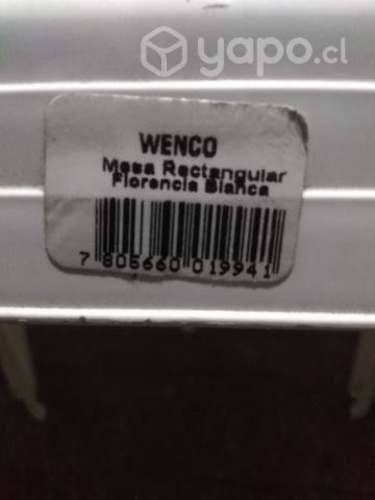 yapo.cl
WENCO
Mesa Rectangular
Florencia Blanca
7 805660 019941